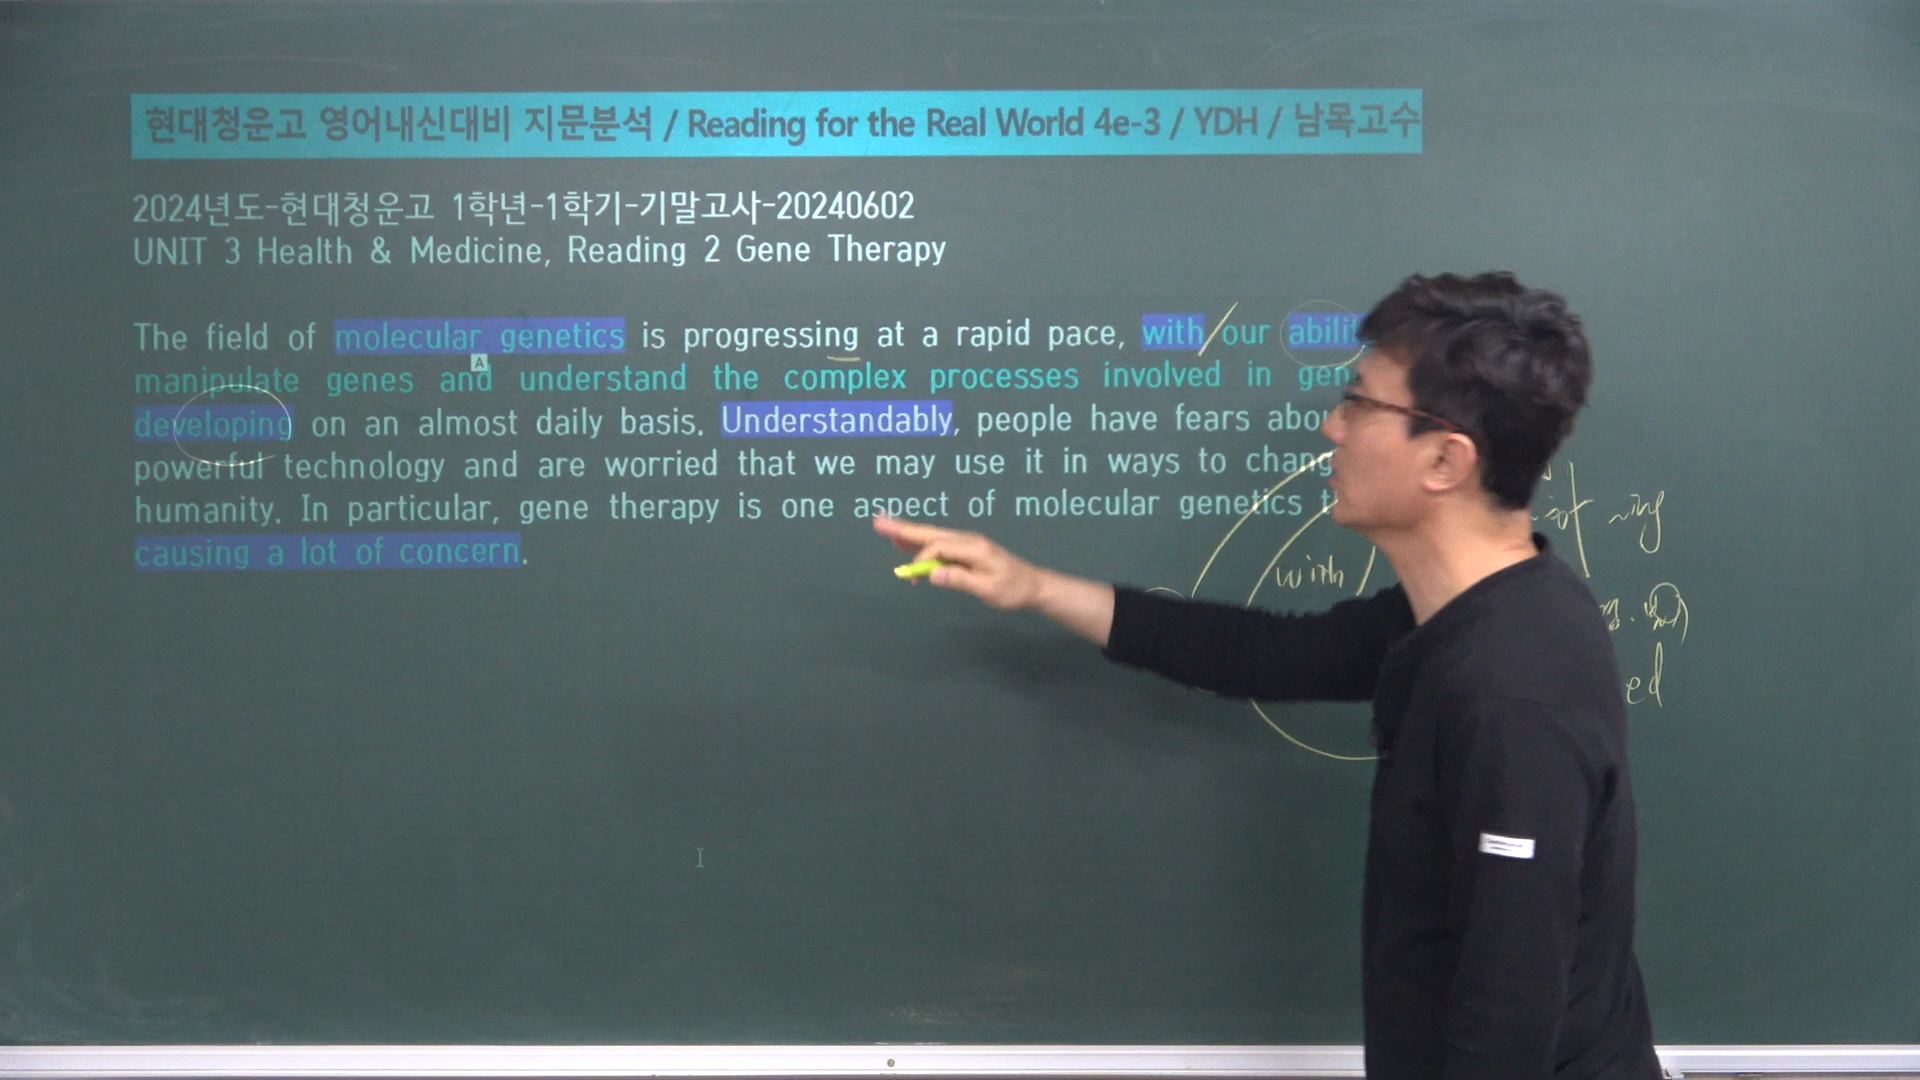 현대청운고 영어내신대비 지문분석 / Reading for the Real World 4e-3 / YDH / 남목고수
2024년도-현대청운고 1학년-1학기-기말고사-20240602
UNIT 3 Health & Medicine, Reading 2 Gene Therapy
The field of molecular genetics is progressing at a rapid pace, with our
A
manipulate genes and understand the complex processes involved in
developing on an almost daily basis. Understandably, people have fears
powerful technology and are worried that we may use it in ways to
humanity. In particular, gene therapy is one aspect of molecular genetics
causing a lot of concern.
ing
with
ed